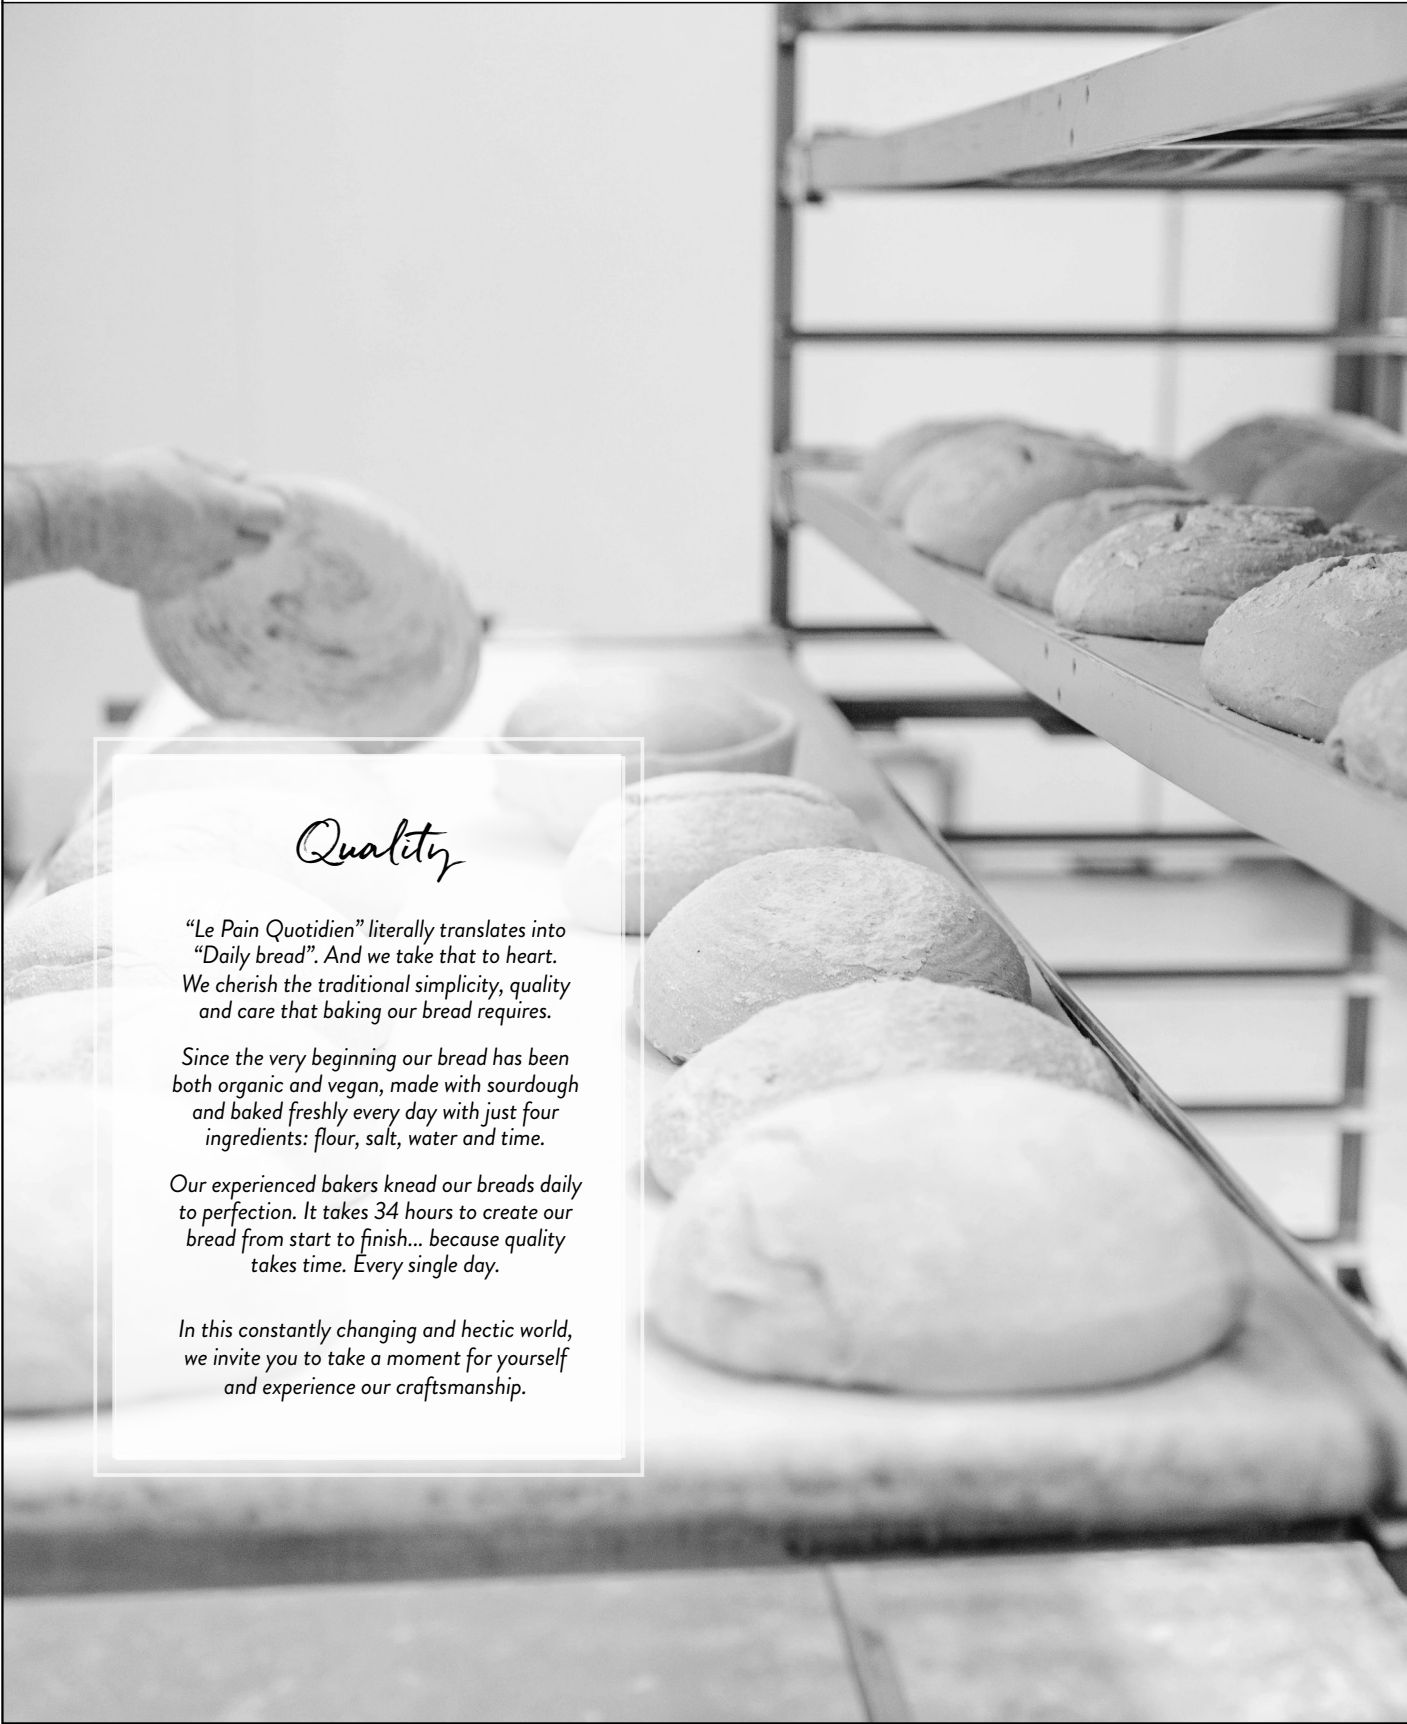 Quality
“Le Pain Quotidien” literally translates into
“Daily bread”. And we take that to heart.
We cherish the traditional simplicity, quality
and care that baking our bread requires.
Since the very beginning our bread has been
both organic and vegan, made with sourdough
and baked freshly every day with just four
ingredients: flour, salt, water and time.
Our experienced bakers knead our breads daily
to perfection. It takes 34 hours to create our
bread from start to finish... because quality
takes time. Every single day.
In this constantly changing and hectic world,
we invite you to take a moment for yourself
and experience our craftsmanship.